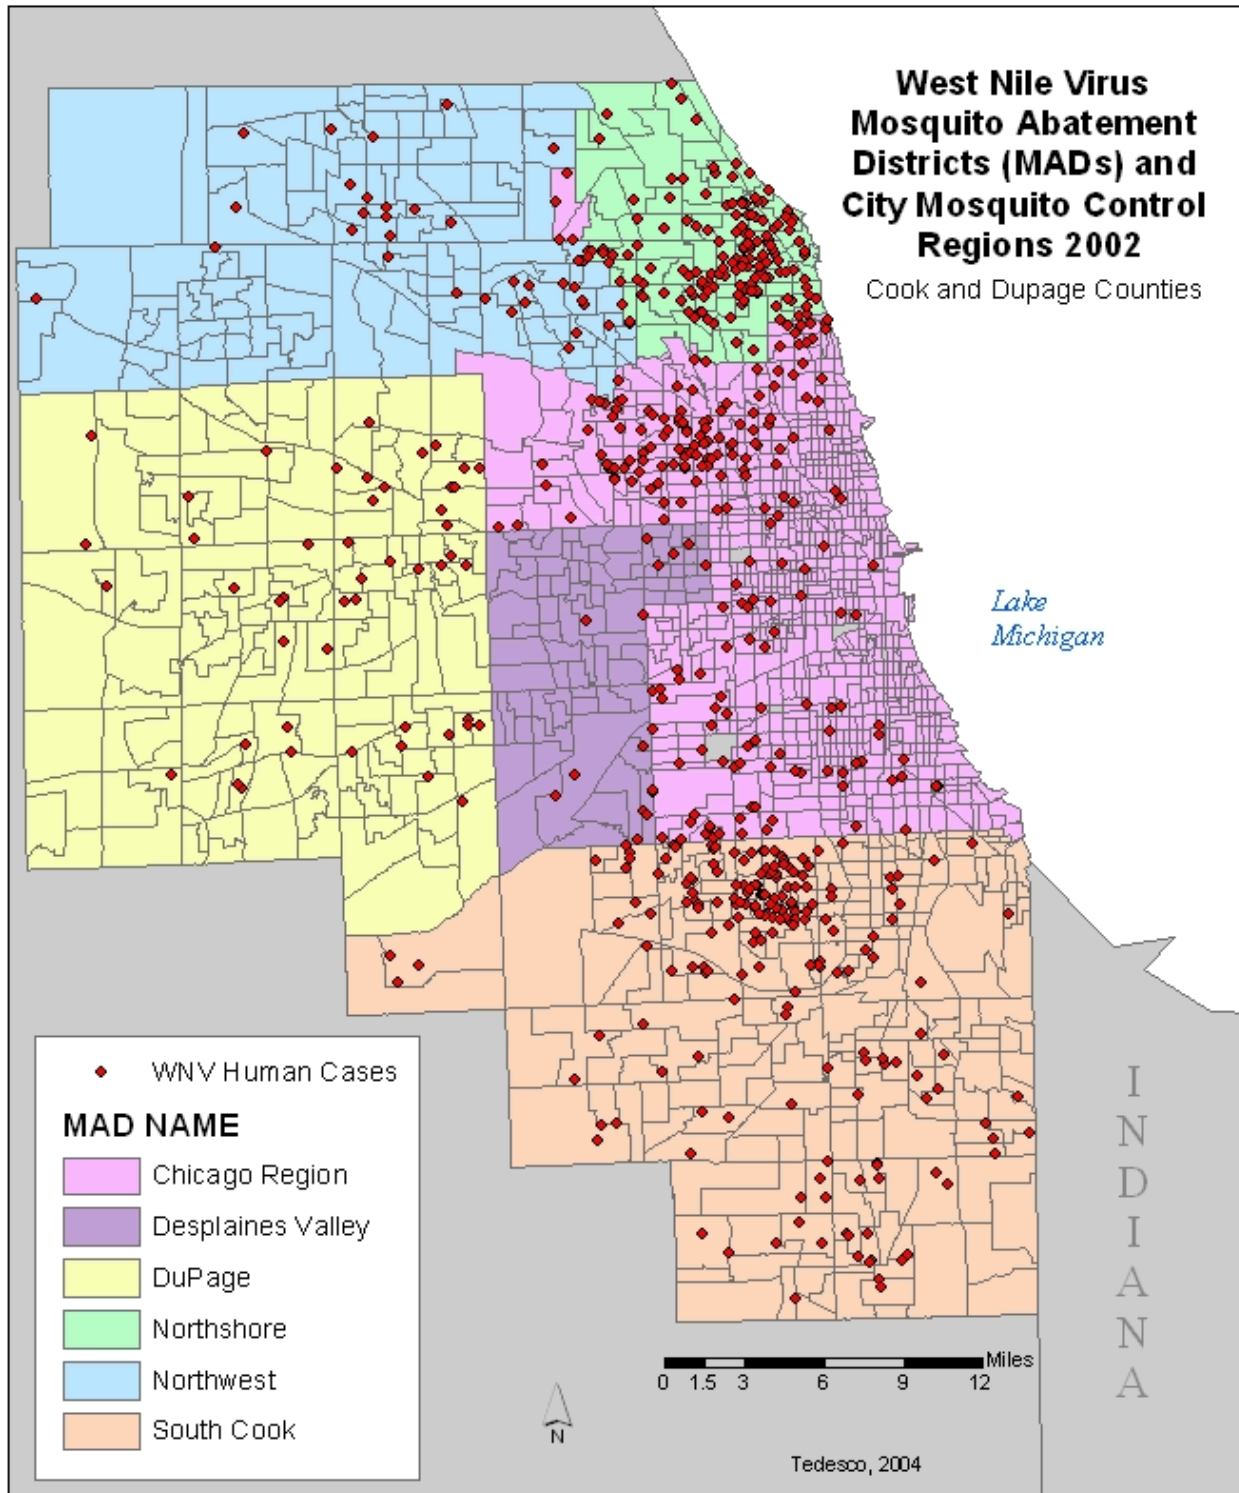 West Nile Virus
Mosquito Abatement
Districts (MADs) and
City Mosquito Control
Regions 2002
Cook and Dupage Counties
Lake
Michigan
INDIANA
WNV Human Cases
MAD NAME
Chicago Region
Desplaines Valley
DuPage
Northshore
Northwest
South Cook
Miles
0 1.5 3 6 9 12
N
Tedesco, 2004